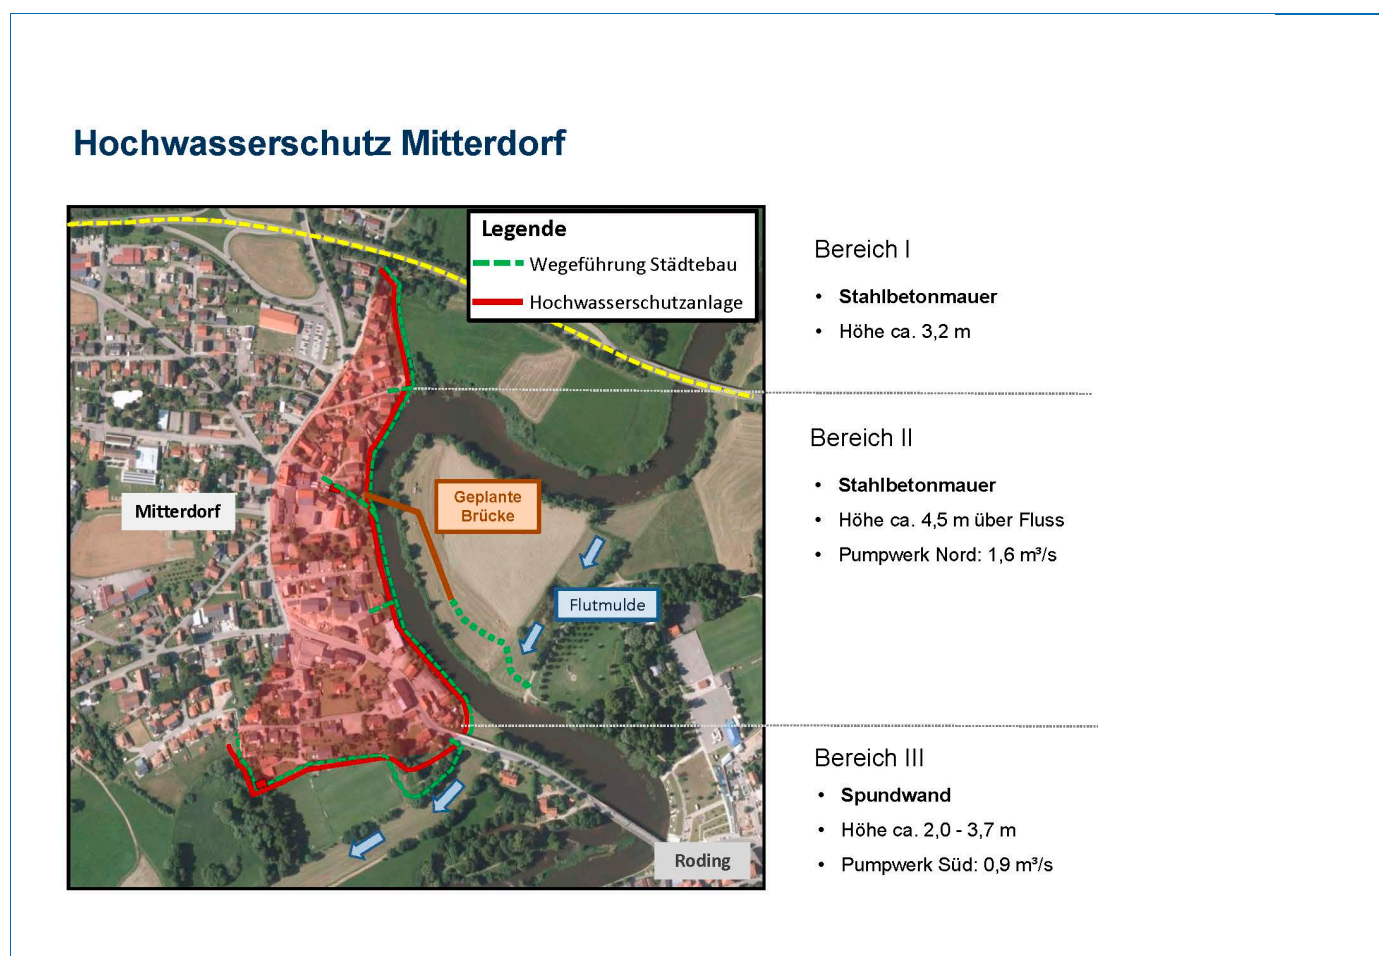 Hochwasserschutz Mitterdorf
Legende
Wegeführung Städtebau
Hochwasserschutzanlage
Mitterdorf
Geplante
Brücke
Flutmulde
Roding
Bereich I
• Stahlbetonmauer
• Höhe ca. 3,2 m
Bereich II
• Stahlbetonmauer
• Höhe ca. 4,5 m über Fluss
• Pumpwerk Nord: 1,6 m³/s
Bereich III
• Spundwand
• Höhe ca. 2,0 - 3,7 m
• Pumpwerk Süd: 0,9 m³/s